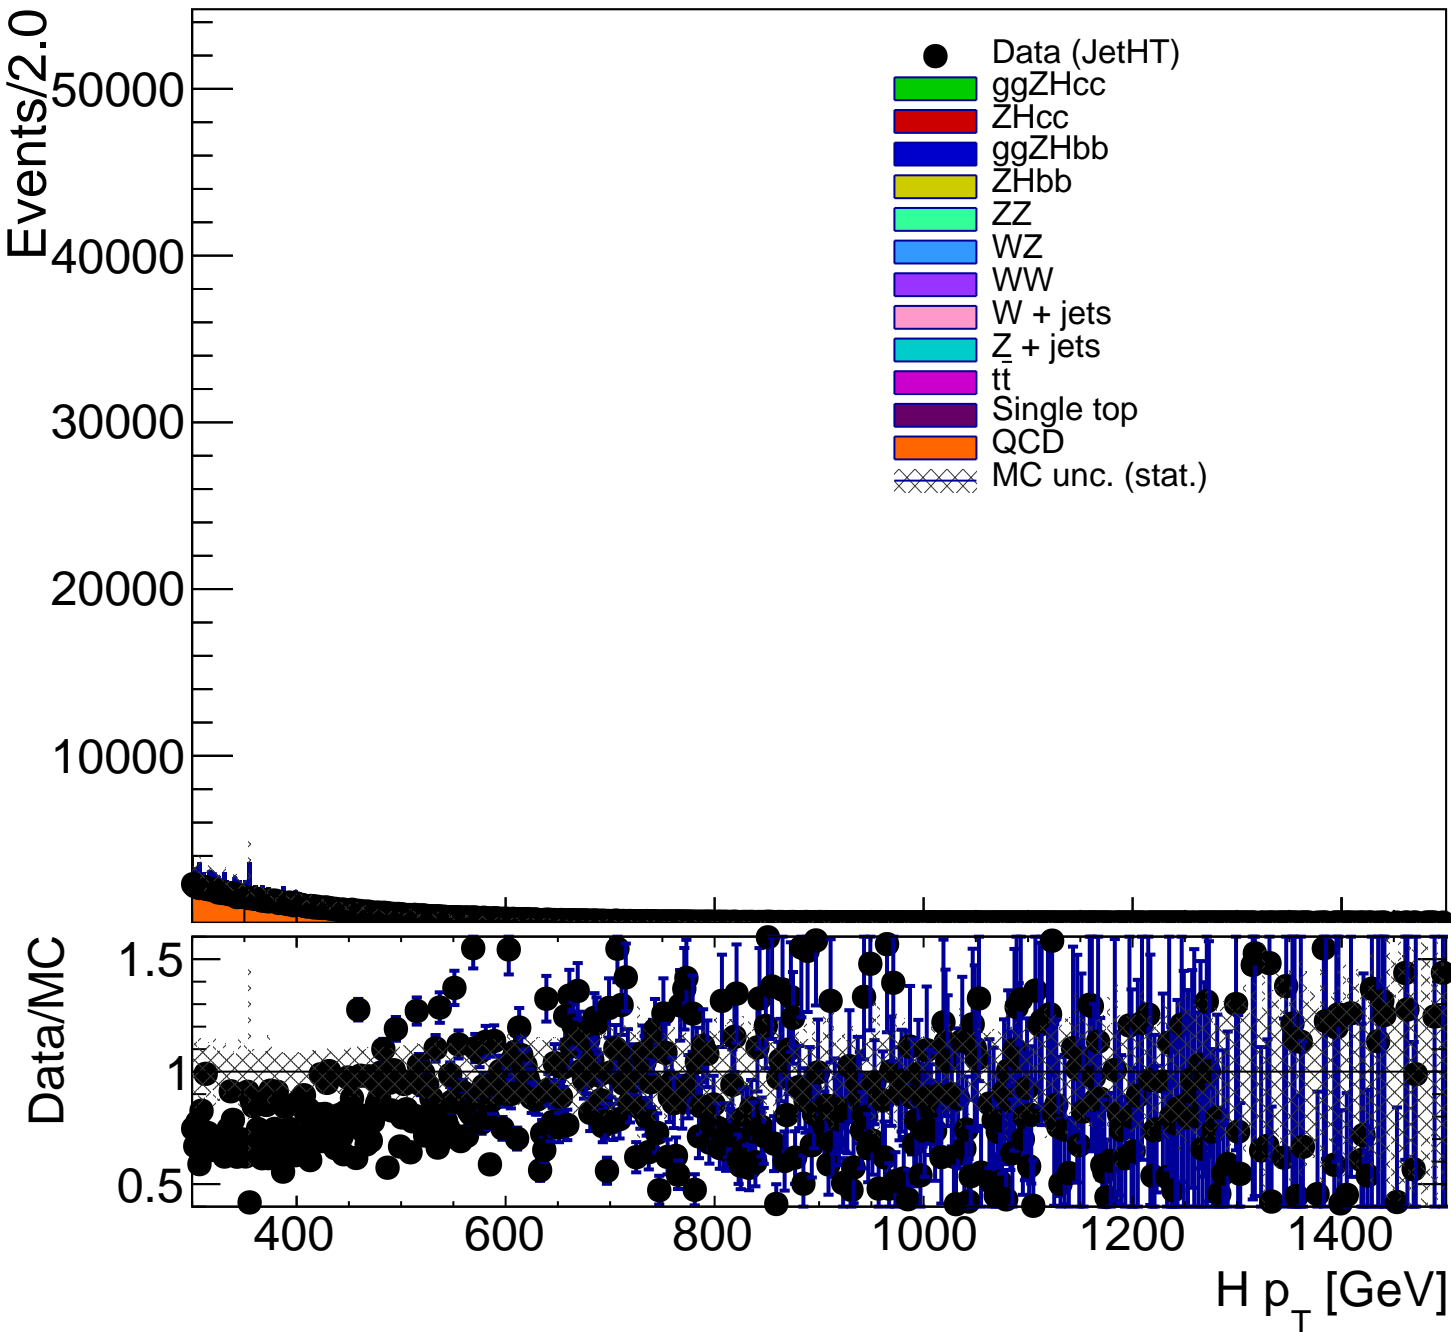 Events/2.0
50000
40000
30000
20000
10000
Data (JetHT)
ggZHcc
ZHcc
ggZHbb
ZHbb
ZZ
WZ
WW
W + jets
Z + jets
tt̄
Single top
QCD
MC unc. (stat.)
Data/MC
1.5
1
0.5
400 600 800 1000 1200 1400
H p_T [GeV]